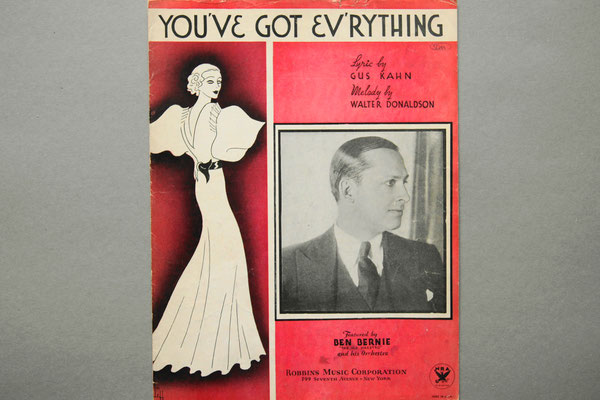 YOU'VE GOT EV'RYTHING
Lyric by
GUS KAHN
Melody by
WALTER DONALDSON
Featured by
BEN BERNIE
and his Orchestra
ROBBINS MUSIC CORPORATION
799 SEVENTH AVENUE • NEW YORK